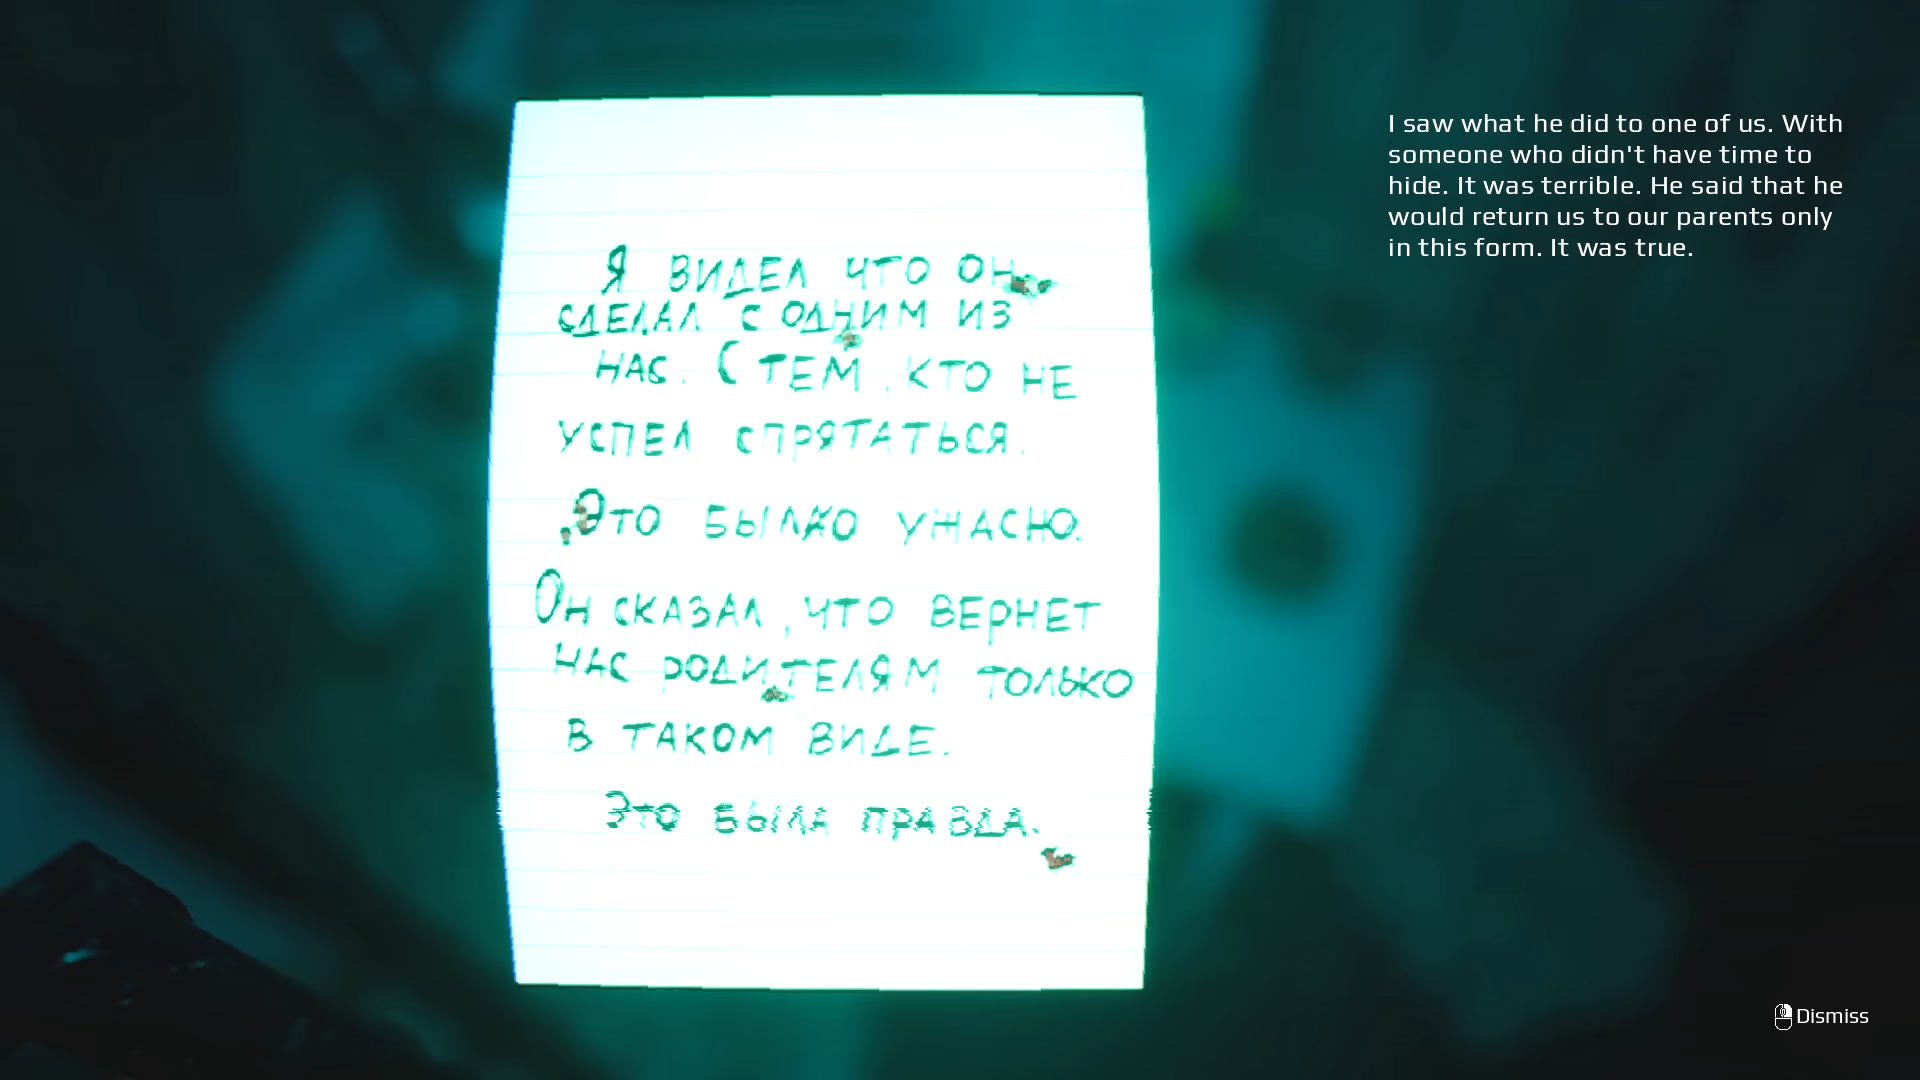 Я ВИДЕЛ ЧТО ОН
СДЕЛАЛ С ОДНИМ ИЗ
НАС. С ТЕМ, КТО НЕ
УСПЕЛ СПРЯТАТЬСЯ.
ЭТО БЫЛО УЖАСНО.
ОН СКАЗАЛ, ЧТО ВЕРНЕТ
НАС РОДИТЕЛЯМ ТОЛЬКО
В ТАКОМ ВИДЕ.
ЭТО БЫЛА ПРАВДА.
I saw what he did to one of us. With
someone who didn't have time to
hide. It was terrible. He said that he
would return us to our parents only
in this form. It was true.
Dismiss